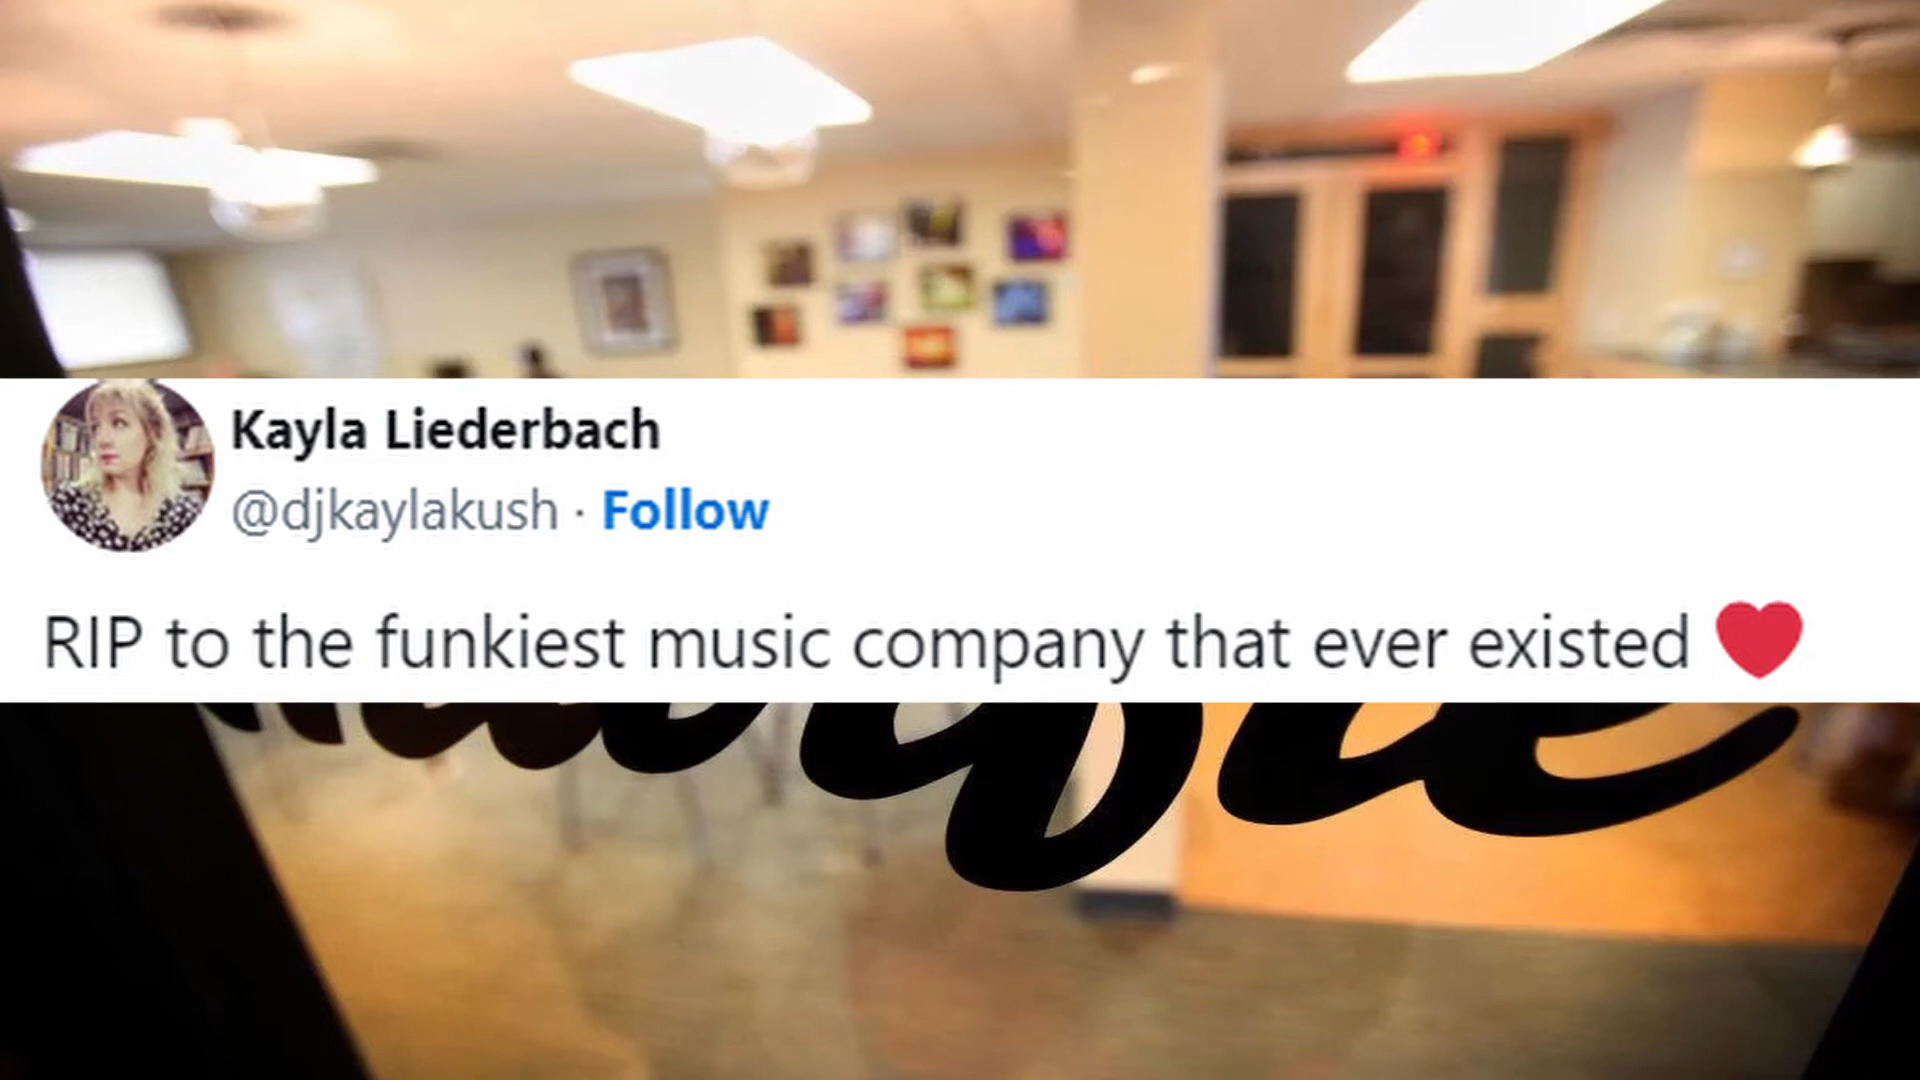 Kayla Liederbach
@djkaylakush · Follow
RIP to the funkiest music company that ever existed ❤️